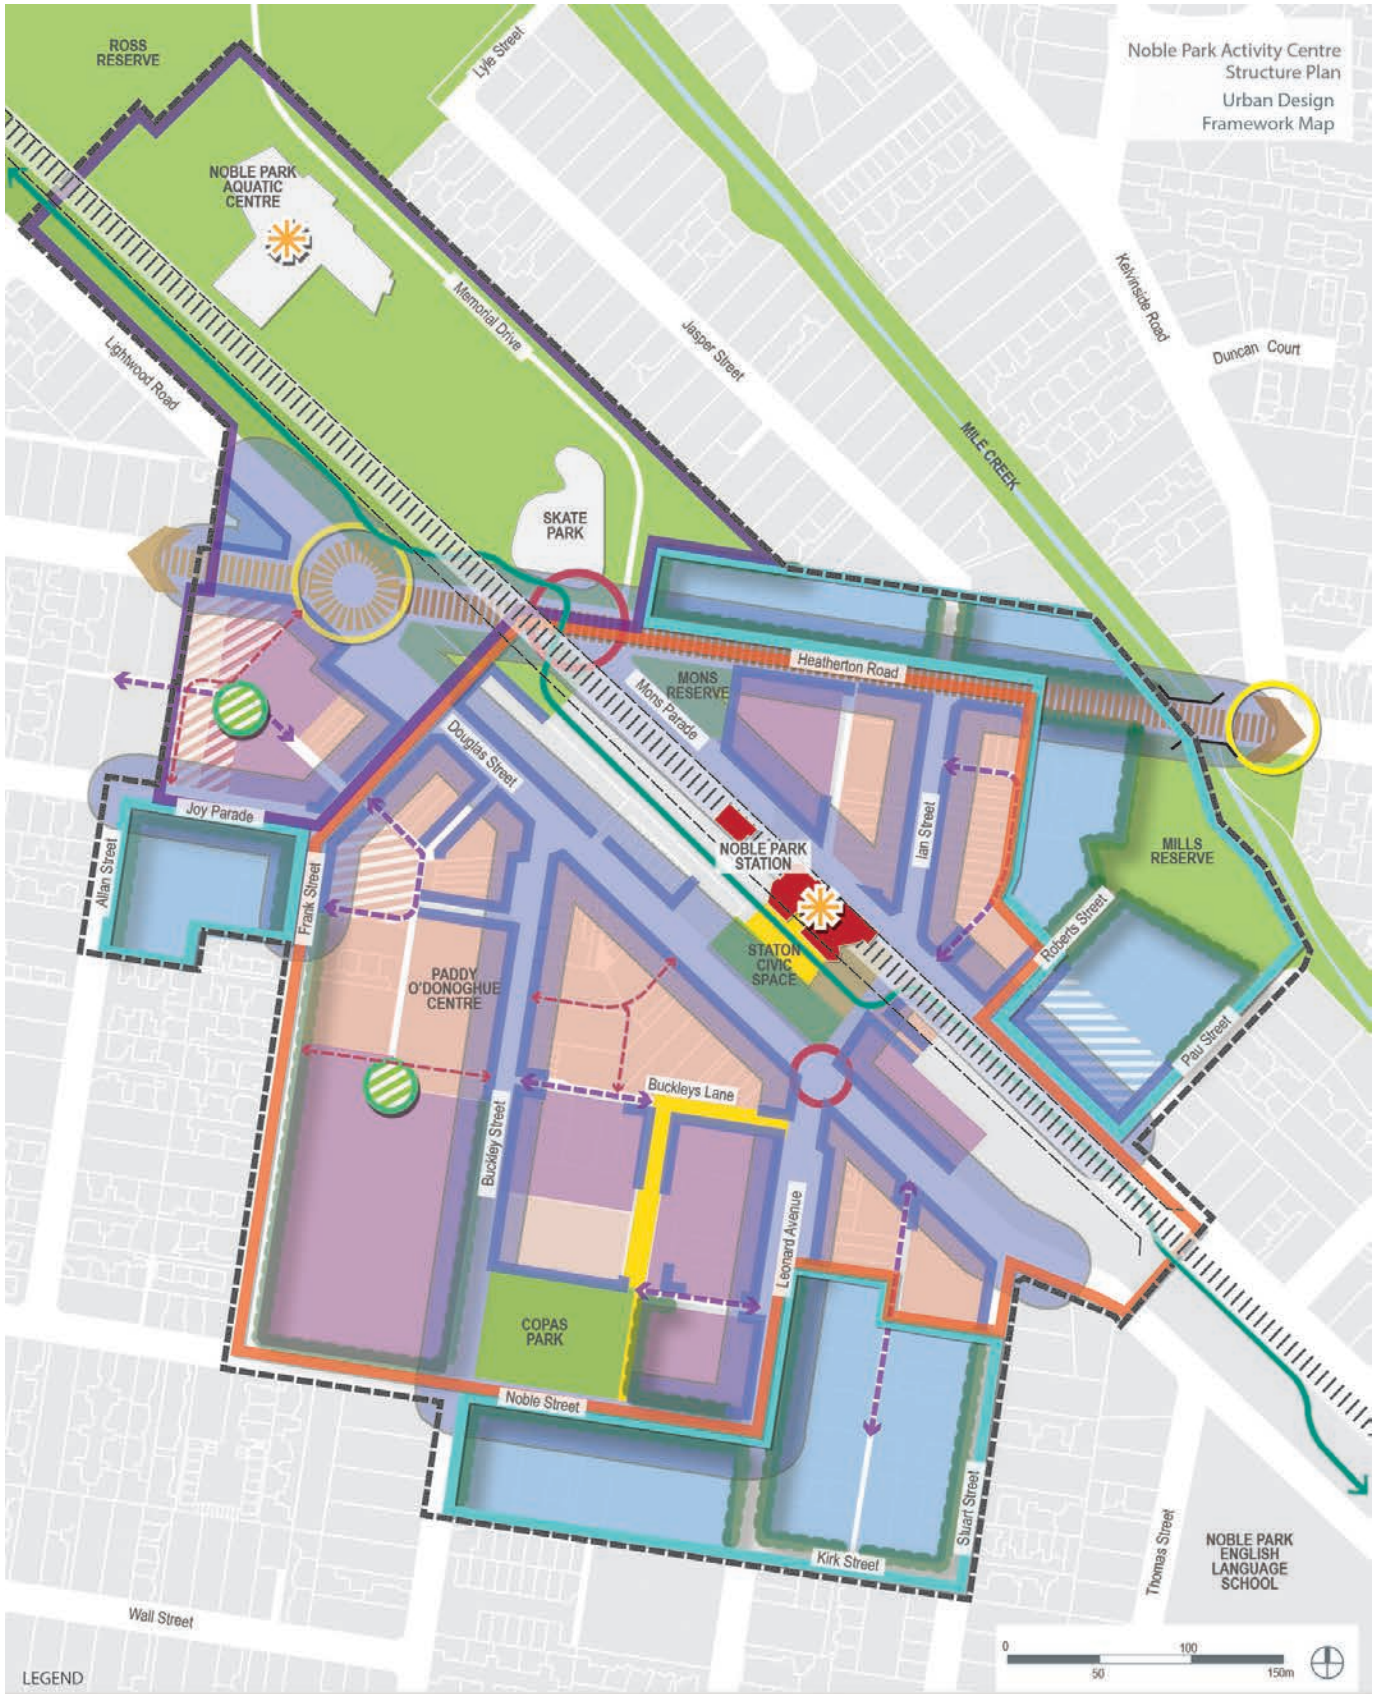 ROSS
RESERVE
Lyle Street
Noble Park Activity Centre
Structure Plan
Urban Design
Framework Map
NOBLE PARK
AQUATIC
CENTRE
Memorial Drive
Jasper Street
Kelvinside Road
Duncan Court
Lightwood Road
MILE CREEK
SKATE
PARK
Heatherton Road
MONS
RESERVE
Mons Parade
Douglas Street
Joy Parade
Allan Street
Frank Street
NOBLE PARK
STATION
Ian Street
MILLS
RESERVE
Roberts Street
STATON
CIVIC
SPACE
PADDY
O'DONOGHUE
CENTRE
Pau Street
Buckleys Lane
Buckley Street
Leonard Avenue
COPAS
PARK
Noble Street
Stuart Street
Kirk Street
Thomas Street
NOBLE PARK
ENGLISH
LANGUAGE
SCHOOL
Wall Street
0 100
50 150m
LEGEND